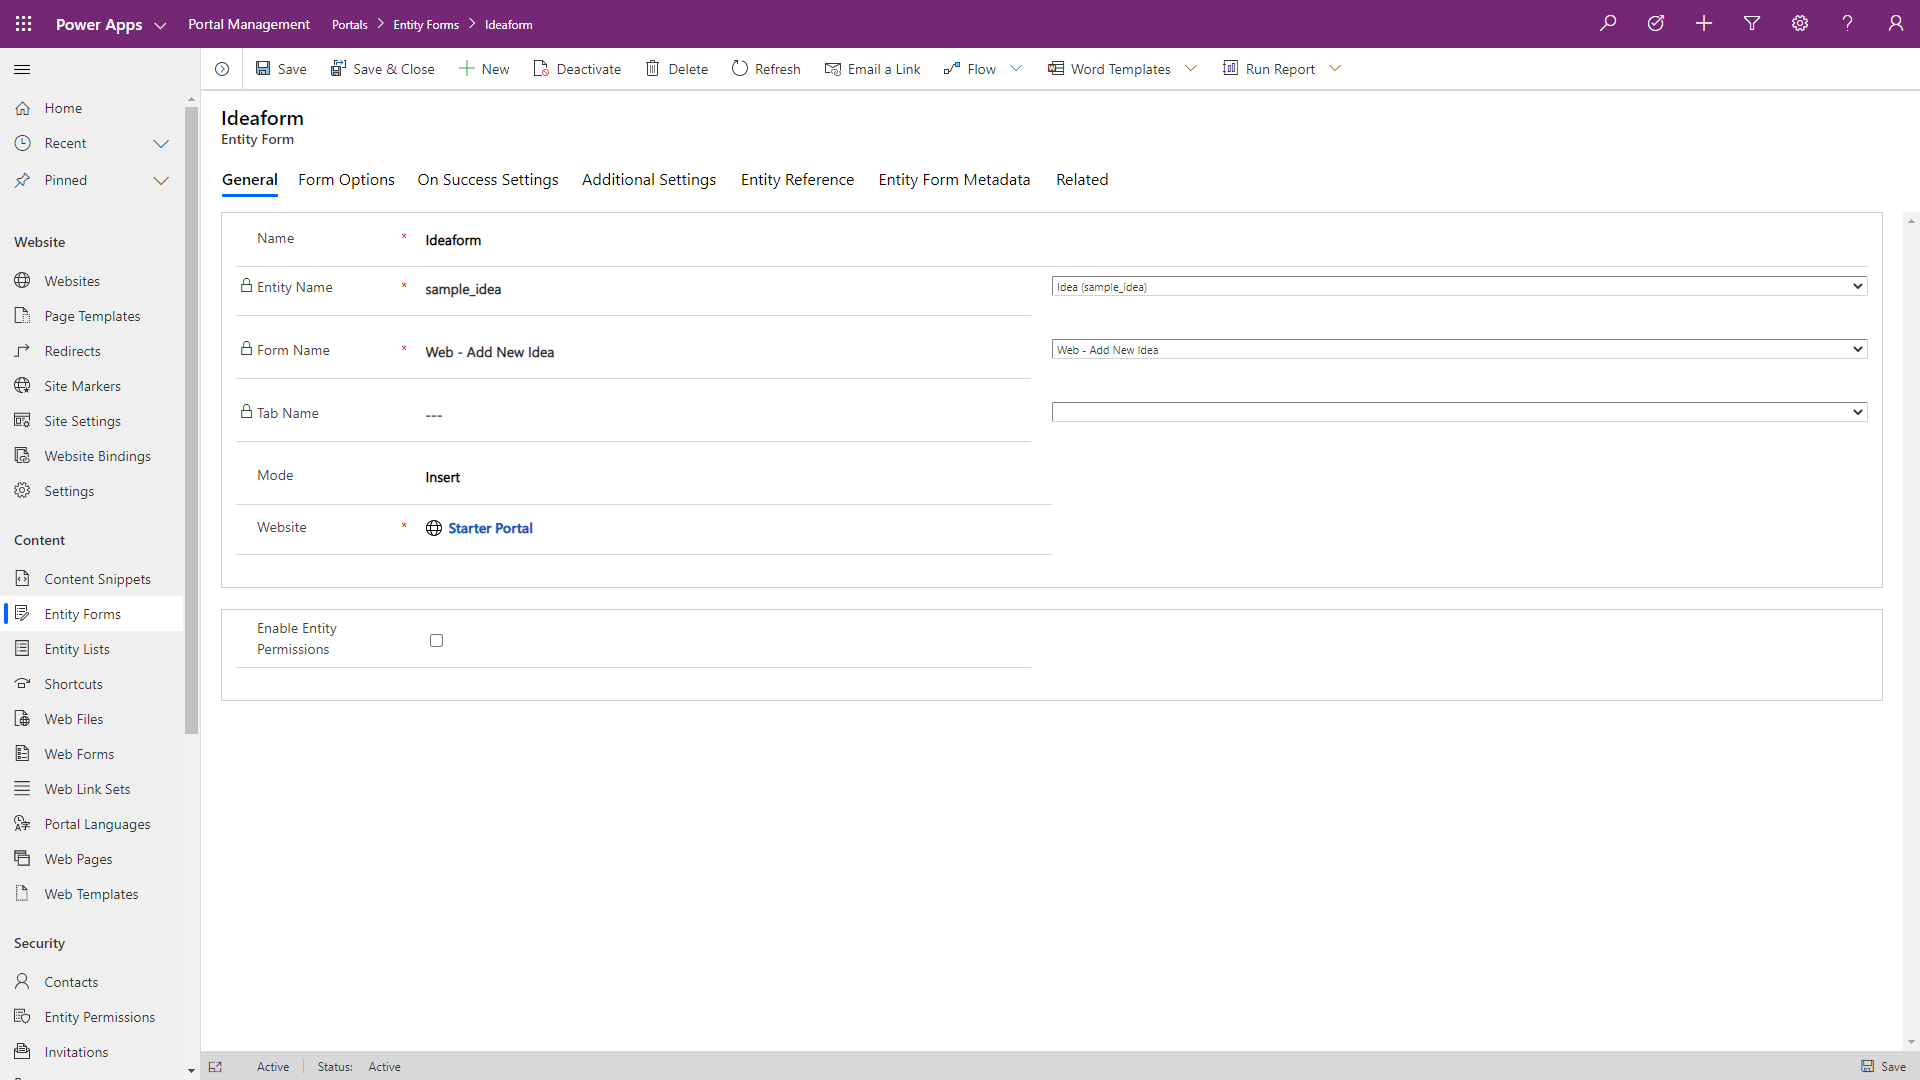 Power Apps
Portal Management
Portals
Entity Forms
Ideaform
Save
Save & Close
New
Deactivate
Delete
Refresh
Email a Link
Flow
Word Templates
Run Report
Home
Recent
Pinned
Website
Websites
Page Templates
Redirects
Site Markers
Site Settings
Website Bindings
Settings
Content
Content Snippets
Entity Forms
Entity Lists
Shortcuts
Web Files
Web Forms
Web Link Sets
Portal Languages
Web Pages
Web Templates
Security
Contacts
Entity Permissions
Invitations
Ideaform
Entity Form
General
Form Options
On Success Settings
Additional Settings
Entity Reference
Entity Form Metadata
Related
Name * Ideaform
Entity Name * sample_idea
Idea (sample_idea)
Form Name * Web - Add New Idea
Web - Add New Idea
Tab Name ---
Mode Insert
Website * Starter Portal
Enable Entity
Permissions
Active
Status: Active
Save